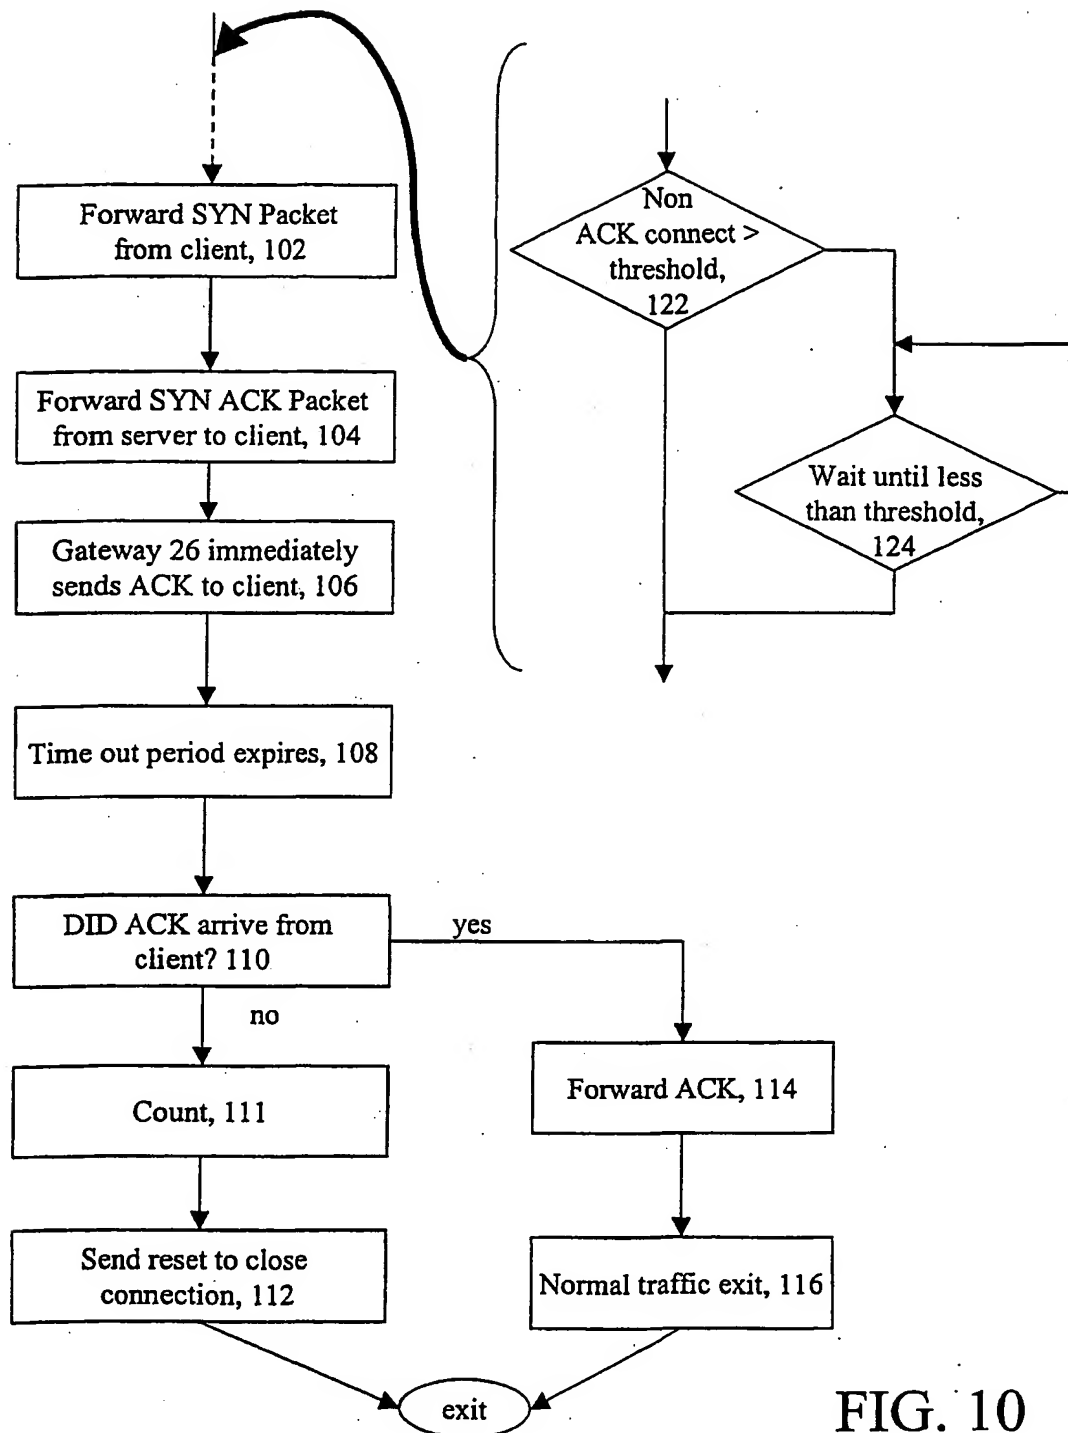 Forward SYN Packet
from client, 102
Forward SYN ACK Packet
from server to client, 104
Gateway 26 immediately
sends ACK to client, 106
Time out period expires, 108
DID ACK arrive from
client? 110
yes
no
Count, 111
Send reset to close
connection, 112
Forward ACK, 114
Normal traffic exit, 116
exit
Non
ACK connect >
threshold,
122
Wait until less
than threshold,
124
FIG. 10